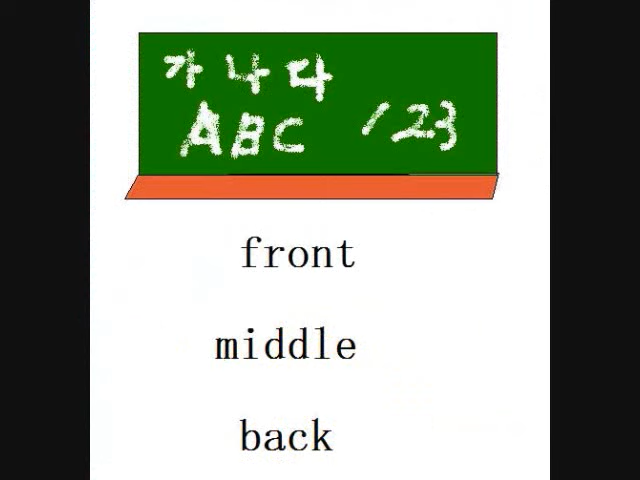 가 나 다
ABC 123
front
middle
back